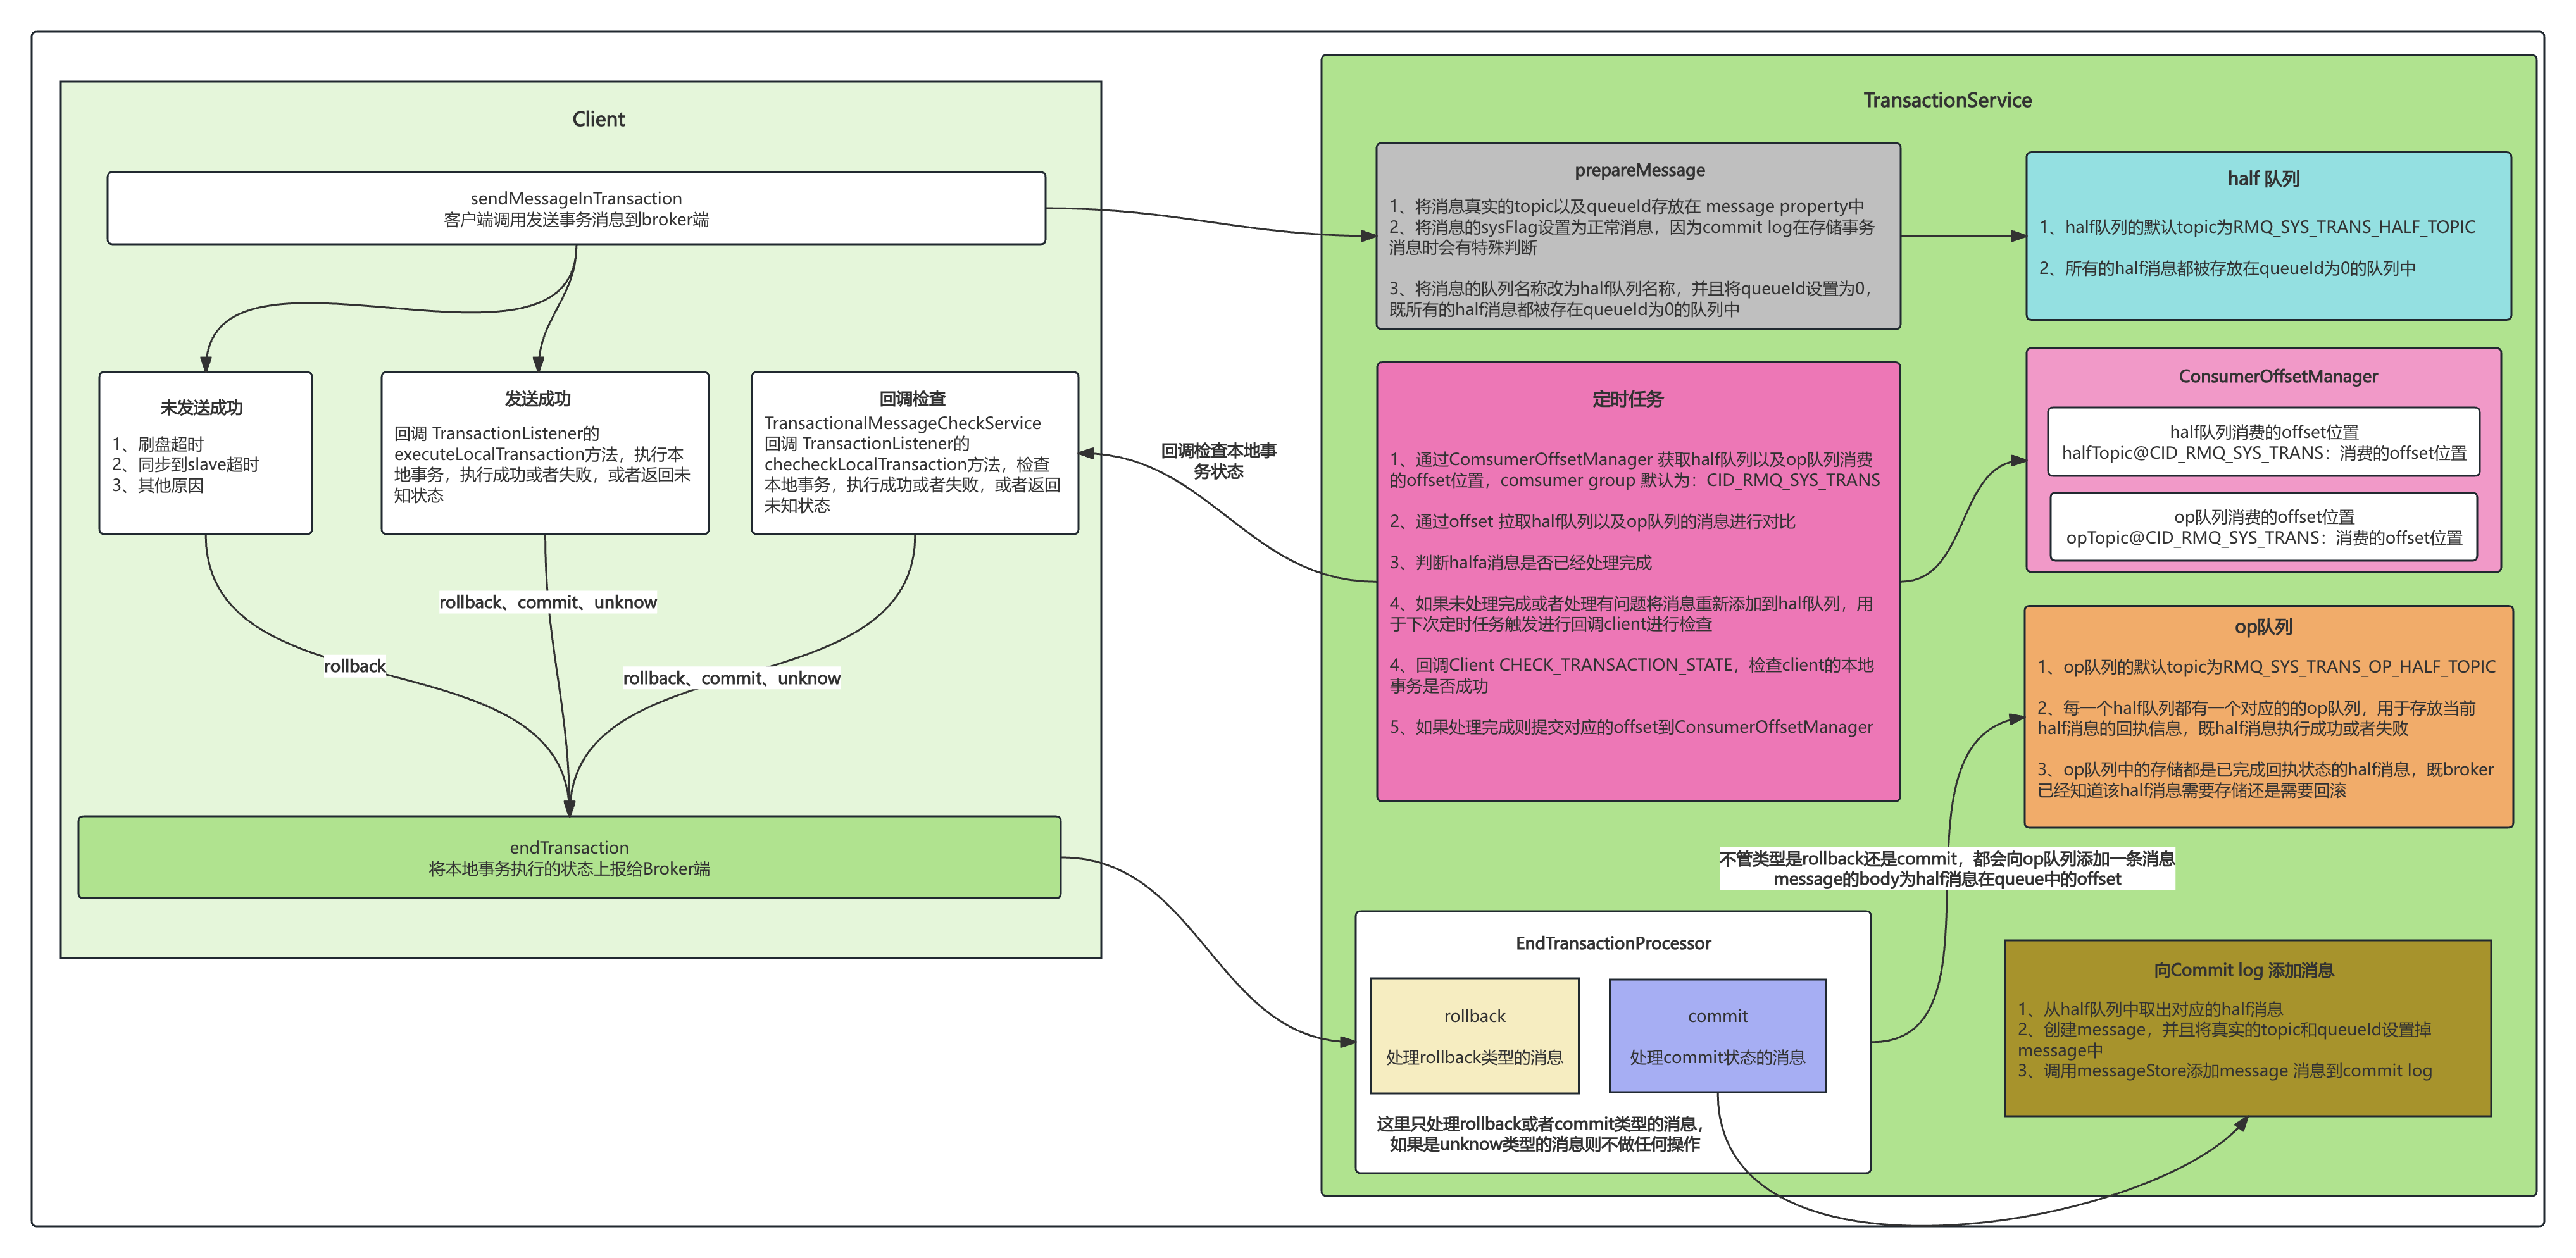 Client
sendMessageInTransaction
客户端调用发送事务消息到broker端
未发送成功
1、刷盘超时
2、同步到slave超时
3、其他原因
发送成功
回调 TransactionListener的
executeLocalTransaction方法，执行本
地事务，执行成功或者失败，或者返回未
知状态
回调检查
TransactionalMessageCheckService
回调 TransactionListener的
checheckLocalTransaction方法，检查
本地事务，执行成功或者失败，或者返回
未知状态
rollback、commit、unknow
rollback
rollback、commit、unknow
endTransaction
将本地事务执行的状态上报给Broker端
回调检查本地事
务状态
TransactionService
prepareMessage
1、将消息真实的topic以及queueId存放在 message property中
2、将消息的sysFlag设置为正常消息，因为commit log在存储事务
消息时会有特殊判断
3、将消息的队列名称改为half队列名称，并且将queueId设置为0，
既所有的half消息都被存在queueId为0的队列中
half 队列
1、half队列的默认topic为RMQ_SYS_TRANS_HALF_TOPIC
2、所有的half消息都被存放在queueId为0的队列中
定时任务
1、通过ComsumerOffsetManager 获取half队列以及op队列消费
的offset位置，comsumer group 默认为：CID_RMQ_SYS_TRANS
2、通过offset 拉取half队列以及op队列的消息进行对比
3、判断halfa消息是否已经处理完成
4、如果未处理完成或者处理有问题将消息重新添加到half队列，用
于下次定时任务触发进行回调client进行检查
4、回调Client CHECK_TRANSACTION_STATE，检查client的本地
事务是否成功
5、如果处理完成则提交对应的offset到ConsumerOffsetManager
ConsumerOffsetManager
half队列消费的offset位置
halfTopic@CID_RMQ_SYS_TRANS：消费的offset位置
op队列消费的offset位置
opTopic@CID_RMQ_SYS_TRANS：消费的offset位置
op队列
1、op队列的默认topic为RMQ_SYS_TRANS_OP_HALF_TOPIC
2、每一个half队列都有一个对应的的op队列，用于存放当前
half消息的回执信息，既half消息执行成功或者失败
3、op队列中的存储都是已完成回执状态的half消息，既broker
已经知道该half消息需要存储还是需要回滚
不管类型是rollback还是commit，都会向op队列添加一条消息
message的body为half消息在queue中的offset
EndTransactionProcessor
rollback
处理rollback类型的消息
commit
处理commit状态的消息
这里只处理rollback或者commit类型的消息，
如果是unknow类型的消息则不做任何操作
向Commit log 添加消息
1、从half队列中取出对应的half消息
2、创建message，并且将真实的topic和queueId设置掉
message中
3、调用messageStore添加message 消息到commit log